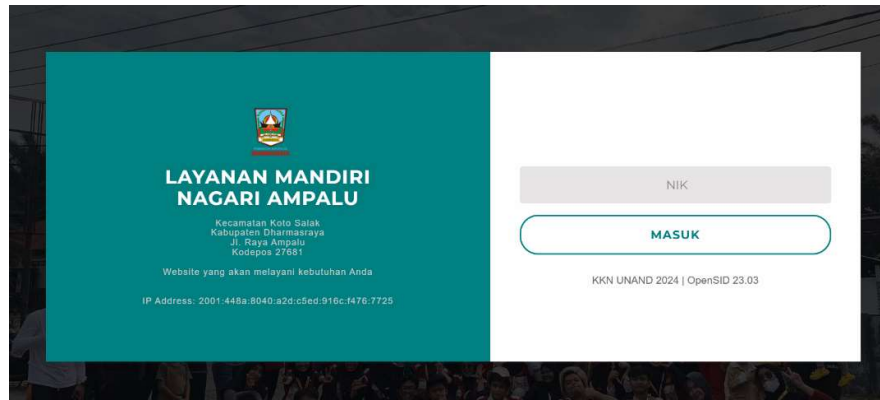 LAYANAN MANDIRI
NAGARI AMPALU
Kecamatan Koto Salak
Kabupaten Dharmasraya
Jl. Raya Ampalu
Kodepos 27681
Website yang akan melayani kebutuhan Anda
IP Address: 2001:448a:8040:a2d:c5ed:916c:f476:7725
NIK
MASUK
KKN UNAND 2024 | OpenSID 23.03